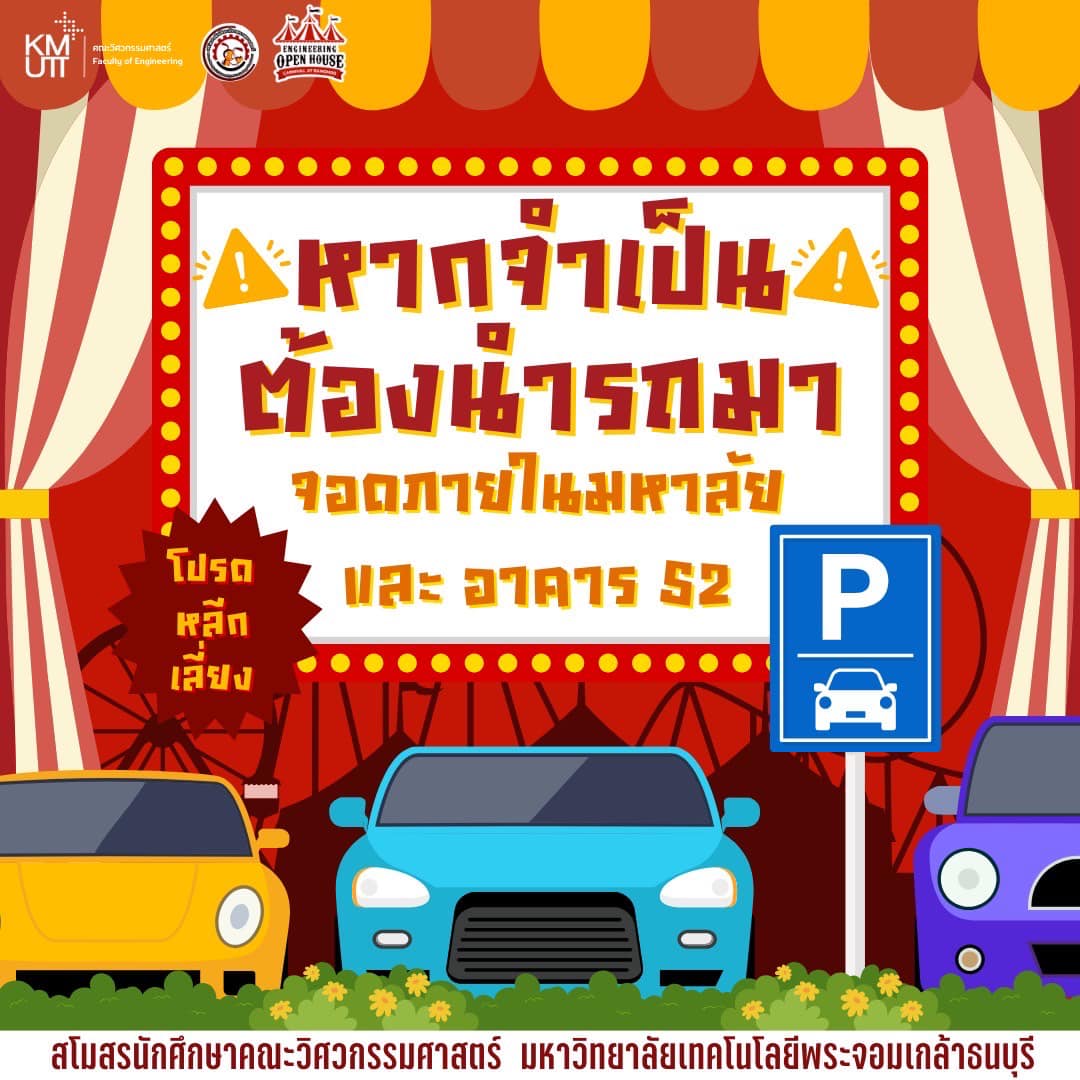 KMUTT
คณะวิศวกรรมศาสตร์
Faculty of Engineering
ENGINEERING
OPEN HOUSE
CARNIVAL AT BANGMOD
หากจำเป็น
ต้องนำรถมา
จอดภายในมหาลัย
และ อาคาร S2
โปรด
หลีก
เลี่ยง
P
สโมสรนักศึกษาคณะวิศวกรรมศาสตร์ มหาวิทยาลัยเทคโนโลยีพระจอมเกล้าธนบุรี